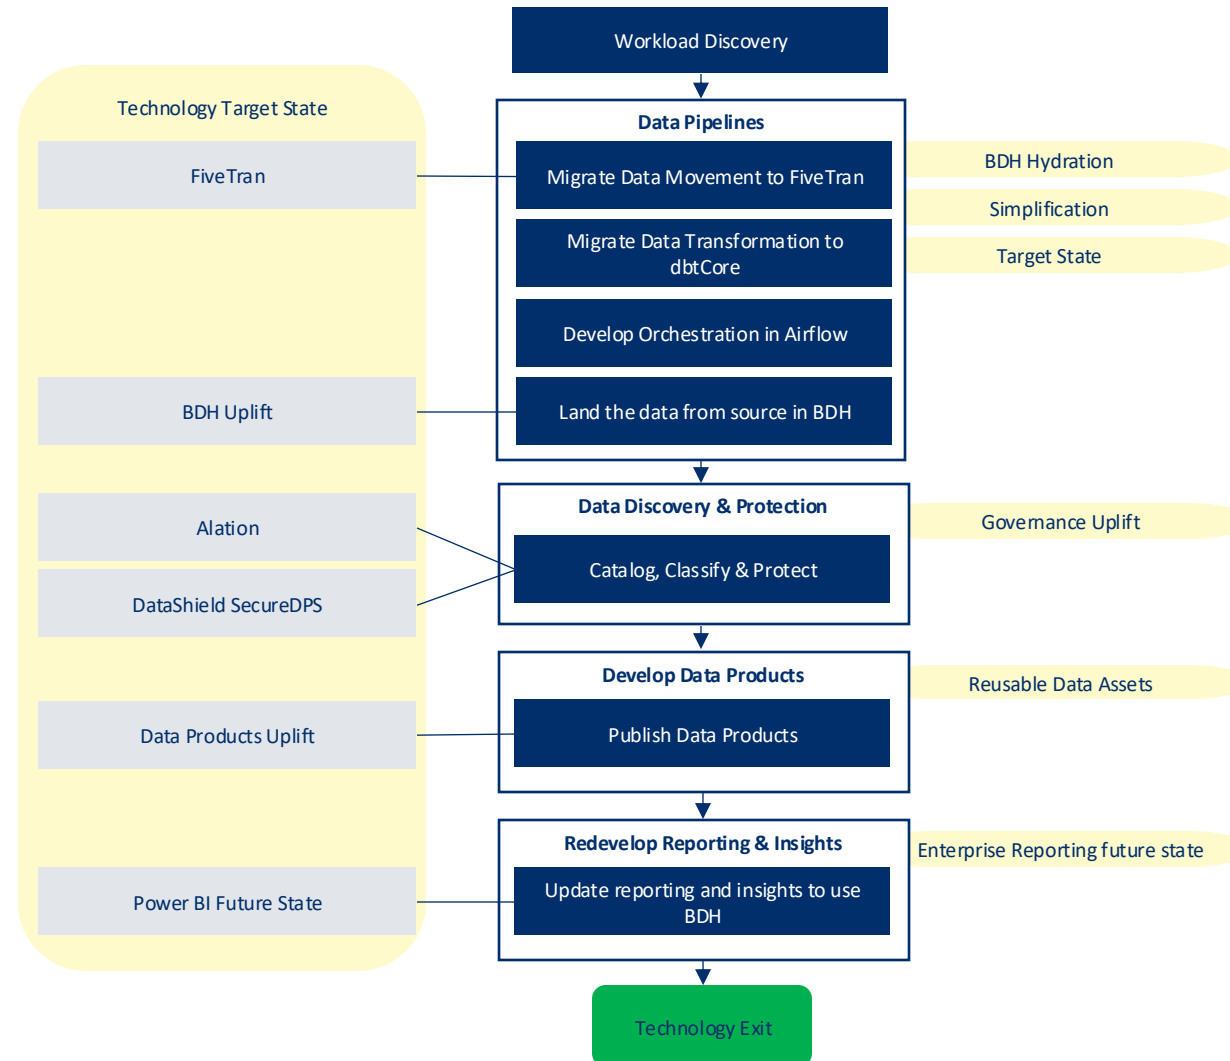 Workload Discovery
Technology Target State
Data Pipelines
FiveTran
Migrate Data Movement to FiveTran
BDH Hydration
Simplification
Migrate Data Transformation to
dbtCore
Target State
Develop Orchestration in Airflow
BDH Uplift
Land the data from source in BDH
Data Discovery & Protection
Governance Uplift
Alation
Catalog, Classify & Protect
DataShield SecureDPS
Develop Data Products
Reusable Data Assets
Data Products Uplift
Publish Data Products
Redevelop Reporting & Insights
Enterprise Reporting future state
Power BI Future State
Update reporting and insights to use
BDH
Technology Exit